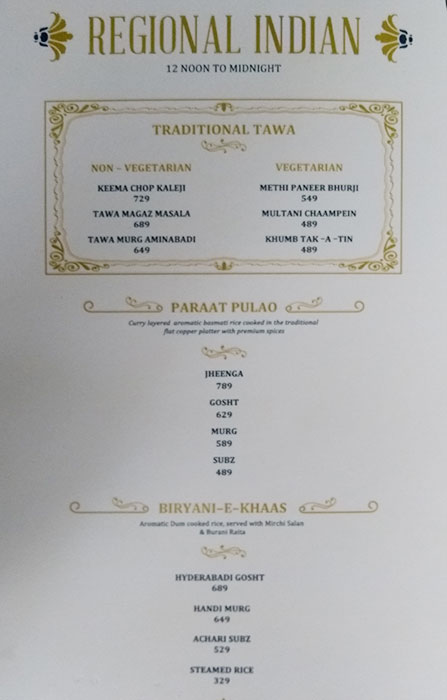 REGIONAL INDIAN
12 NOON TO MIDNIGHT
TRADITIONAL TAWA
NON - VEGETARIAN
KEEMA CHOP KALEJI
729
TAWA MAGAZ MASALA
689
TAWA MURG AMINABADI
649
VEGETARIAN
METHI PANEER BHURJI
549
MULTANI CHAAMPEIN
489
KHUMB TAK -A -TIN
489
PARAAT PULAO
Curry layered aromatic basmati rice cooked in the traditional
flat copper platter with premium spices
JHEENGA
789
GOSHT
629
MURG
589
SUBZ
489
BIRYANI-E-KHAAS
Aromatic Dum cooked rice, served with Mirchi Salan
& Burani Raita
HYDERABADI GOSHT
689
HANDI MURG
649
ACHARI SUBZ
529
STEAMED RICE
329